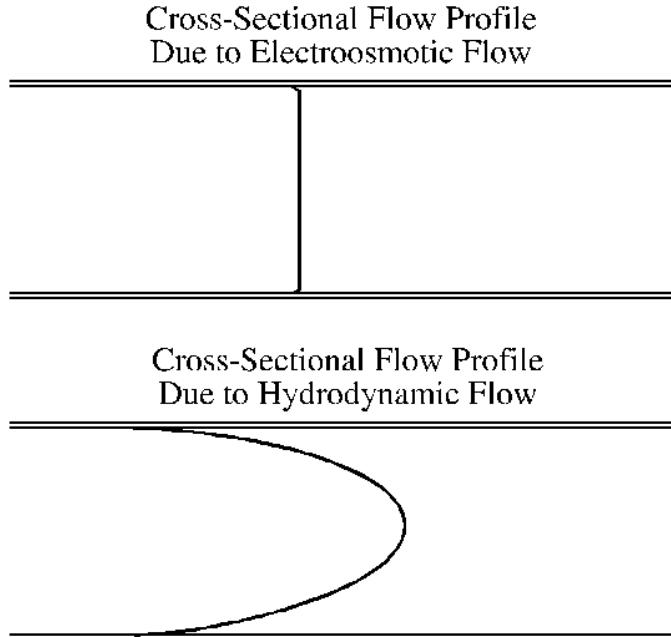 Cross-Sectional Flow Profile
Due to Electroosmotic Flow
Cross-Sectional Flow Profile
Due to Hydrodynamic Flow